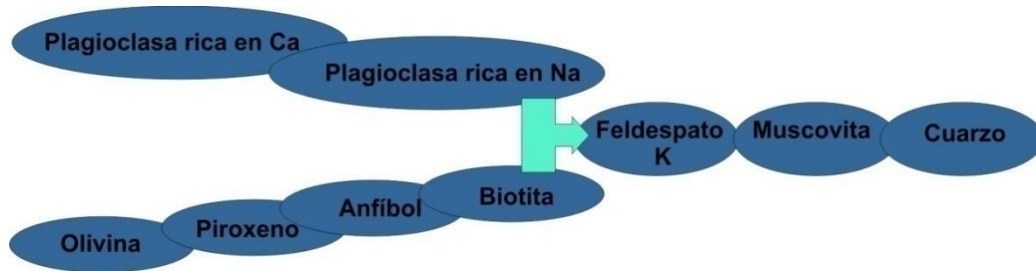 Plagioclasa rica en Ca
Plagioclasa rica en Na
Feldespato
K
Muscovita
Cuarzo
Biotita
Anfíbol
Piroxeno
Olivina